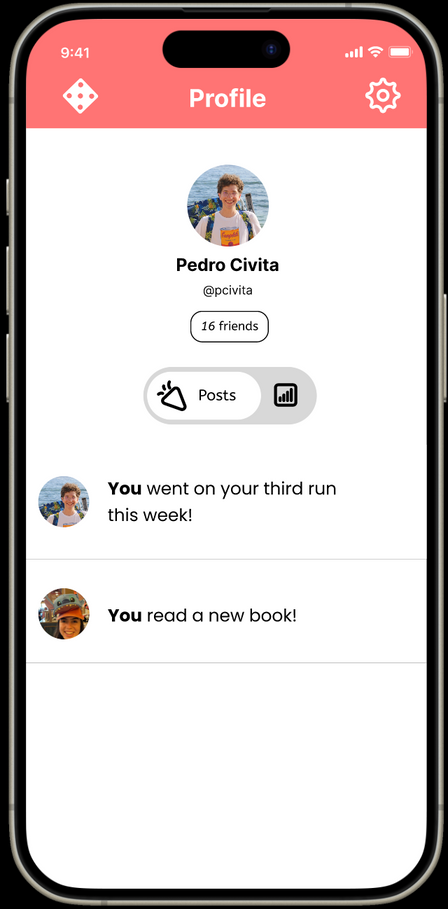 9:41
Profile
Pedro Civita
@pcivita
16 friends
Posts
You went on your third run
this week!
You read a new book!